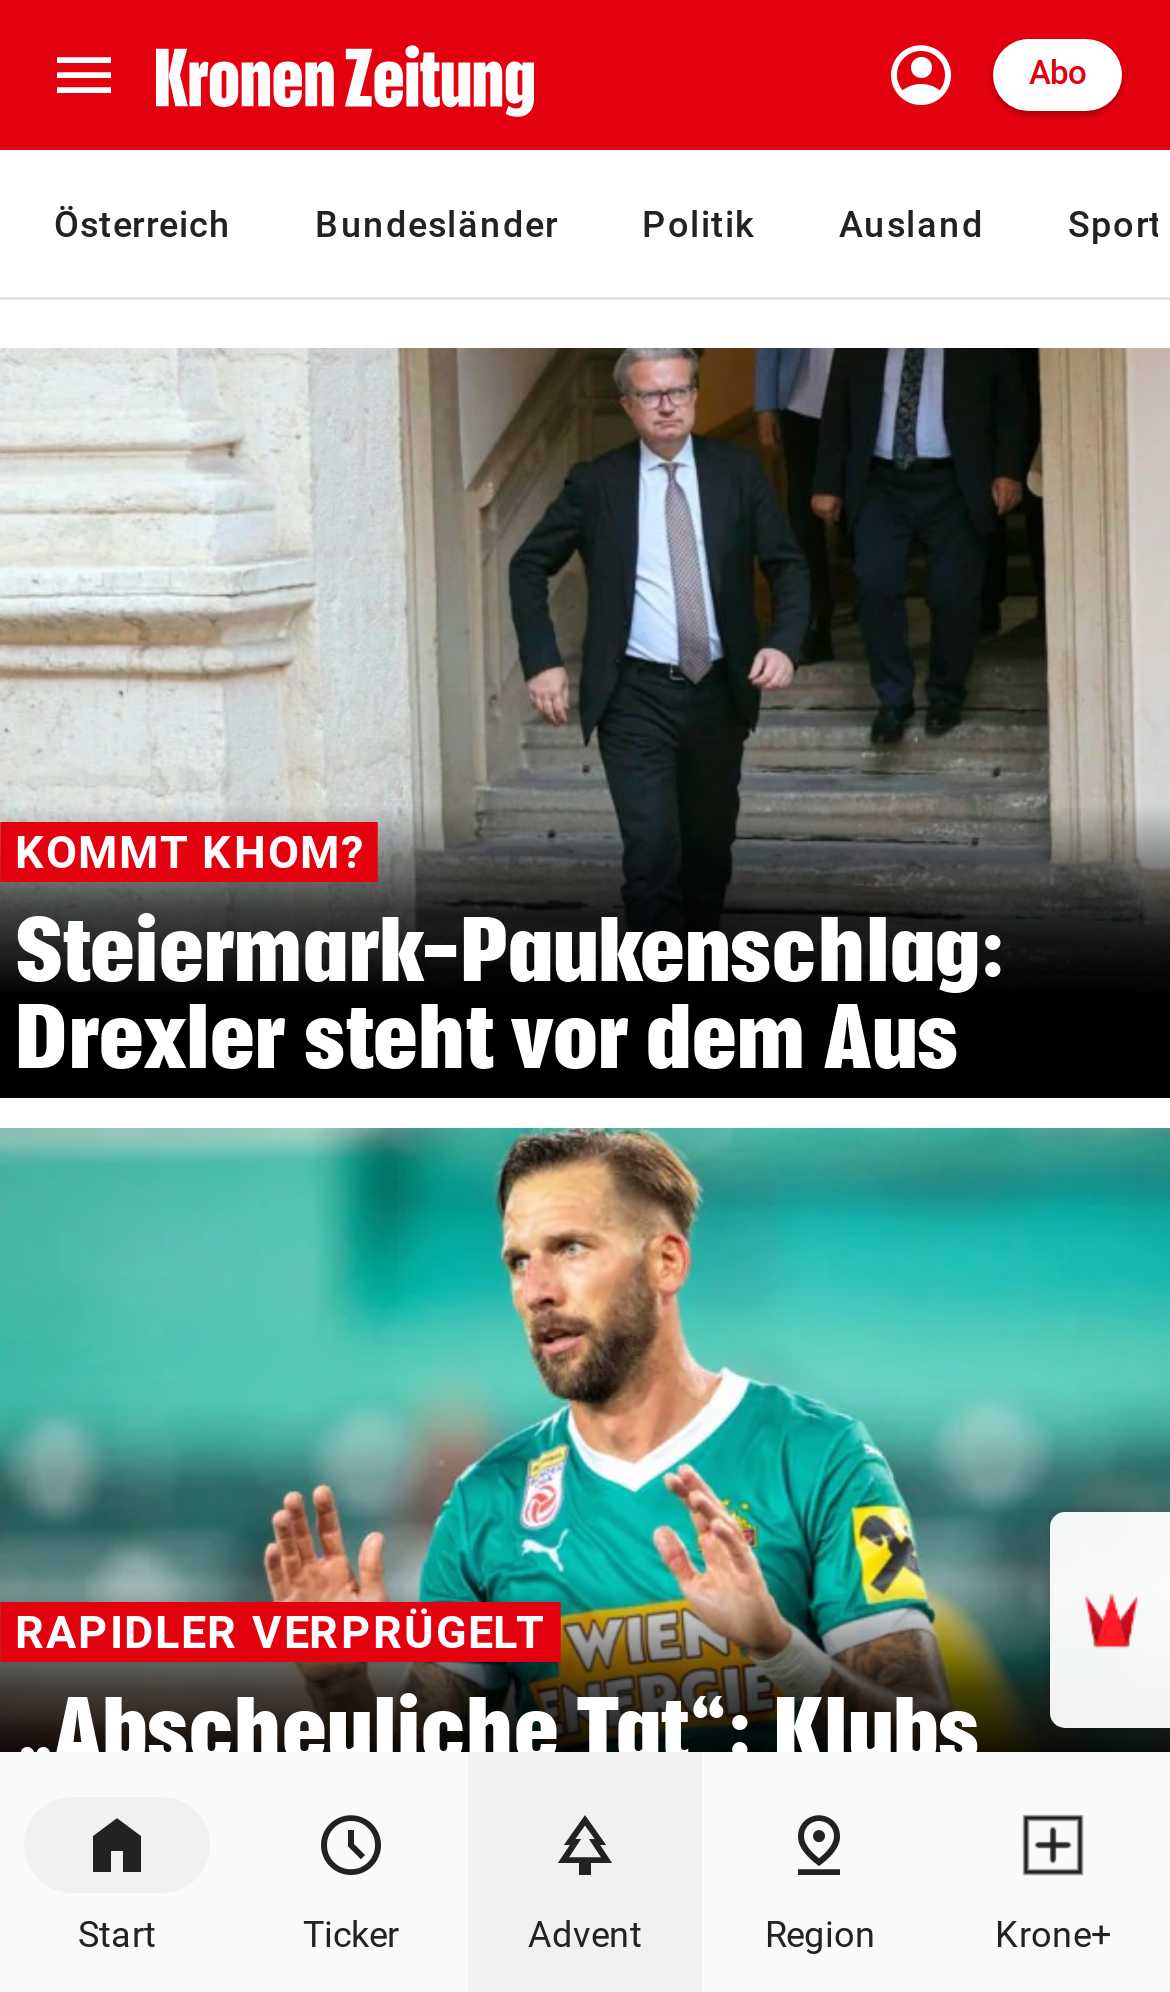 Kronen Zeitung
Abo
Österreich Bundesländer Politik Ausland Sport
KOMMT KHOM?
Steiermark-Paukenschlag:
Drexler steht vor dem Aus
WIEN
ENERGIE
RAPIDLER VERPRÜGELT
„Abscheuliche Tat“: Klubs
Start Ticker Advent Region Krone+